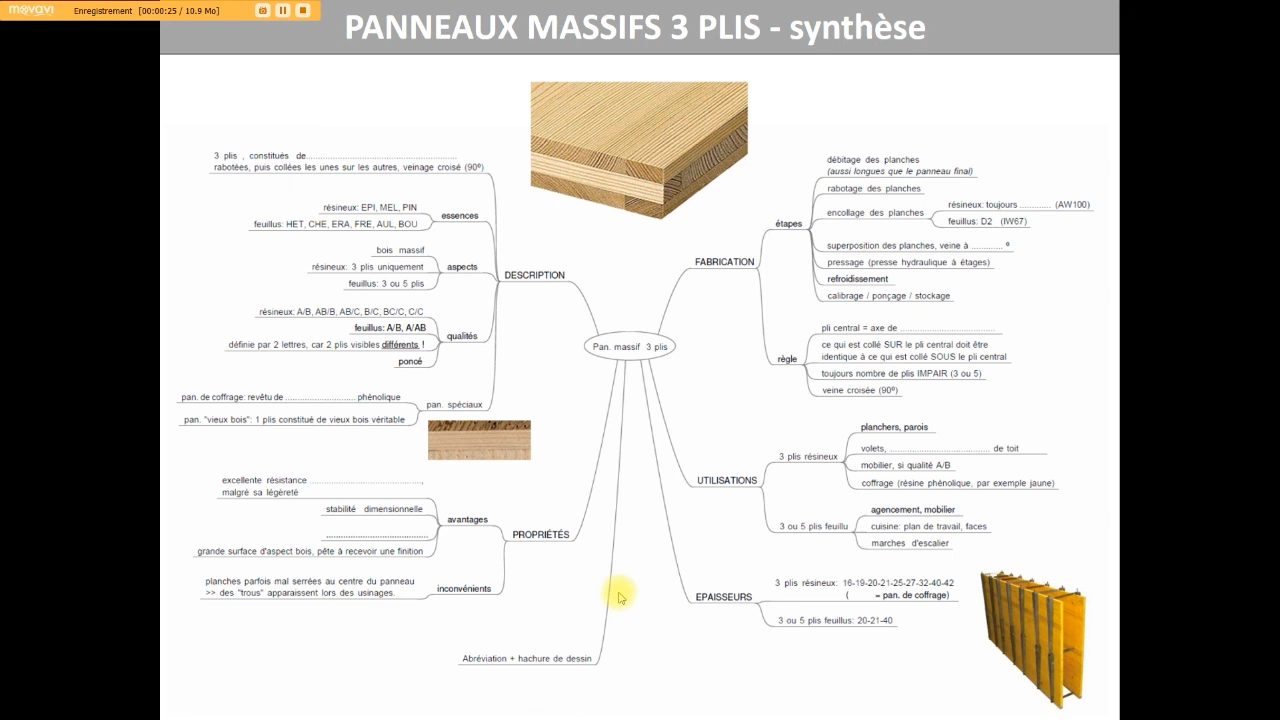 movavi
Enregistrement [00:00:25 / 10.9 Mo]
PANNEAUX MASSIFS 3 PLIS - synthèse
3 plis , constitués de..................................................
rabotées, puis collées les unes sur les autres, veinage croisé (90º)
résineux: EPI, MEL, PIN
feuillus: HET, CHE, ERA, FRE, AUL, BOU
essences
bois massif
résineux: 3 plis uniquement
feuillus: 3 ou 5 plis
aspects
DESCRIPTION
résineux: A/B, AB/B, AB/C, B/C, BC/C, C/C
feuillus: A/B, A/AB
définie par 2 lettres, car 2 plis visibles différents !
poncé
qualités
pan. de coffrage: revêtu de ....................... phénolique
pan. "vieux bois": 1 plis constitué de vieux bois véritable
pan. spéciaux
Pan. massif 3 plis
excellente résistance .....................................,
malgré sa légèreté
stabilité dimensionnelle
..................................
grande surface d'aspect bois, pête à recevoir une finition
avantages
PROPRIÉTÉS
planches parfois mal serrées au centre du panneau
>> des "trous" apparaissent lors des usinages.
inconvénients
Abréviation + hachure de dessin
FABRICATION
étapes
débitage des planches
(aussi longues que le panneau final)
rabotage des planches
encollage des planches
résineux: toujours ........... (AW100)
feuillus: D2 (IW67)
superposition des planches, veine à ........... º
pressage (presse hydraulique à étages)
refroidissement
calibrage / ponçage / stockage
règle
pli central = axe de ................................
ce qui est collé SUR le pli central doit être
identique à ce qui est collé SOUS le pli central
toujours nombre de plis IMPAIR (3 ou 5)
veine croisée (90º)
UTILISATIONS
3 plis résineux
planchers, parois
volets, ................................. de toit
mobilier, si qualité A/B
coffrage (résine phénolique, par exemple jaune)
3 ou 5 plis feuillu
agencement, mobilier
cuisine: plan de travail, faces
marches d'escalier
EPAISSEURS
3 plis résineux: 16-19-20-21-25-27-32-40-42
( = pan. de coffrage)
3 ou 5 plis feuillus: 20-21-40